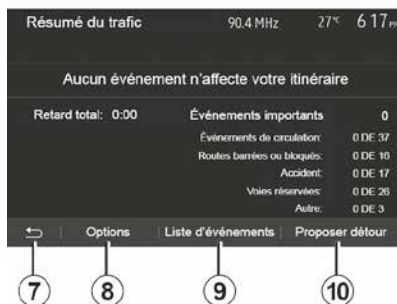 Résumé du trafic 90.4 MHz 27°C 6:17 PM
Aucun événement n'affecte votre itinéraire
Retard total: 0:00 Événements importants 0
Événements de circulation: 0 DE 37
Routes barrées ou bloqués: 0 DE 16
Accident: 0 DE 17
Voies réservées: 0 DE 26
Autre: 0 DE 3
Options Liste d'événements Proposer détour
7 8 9 10